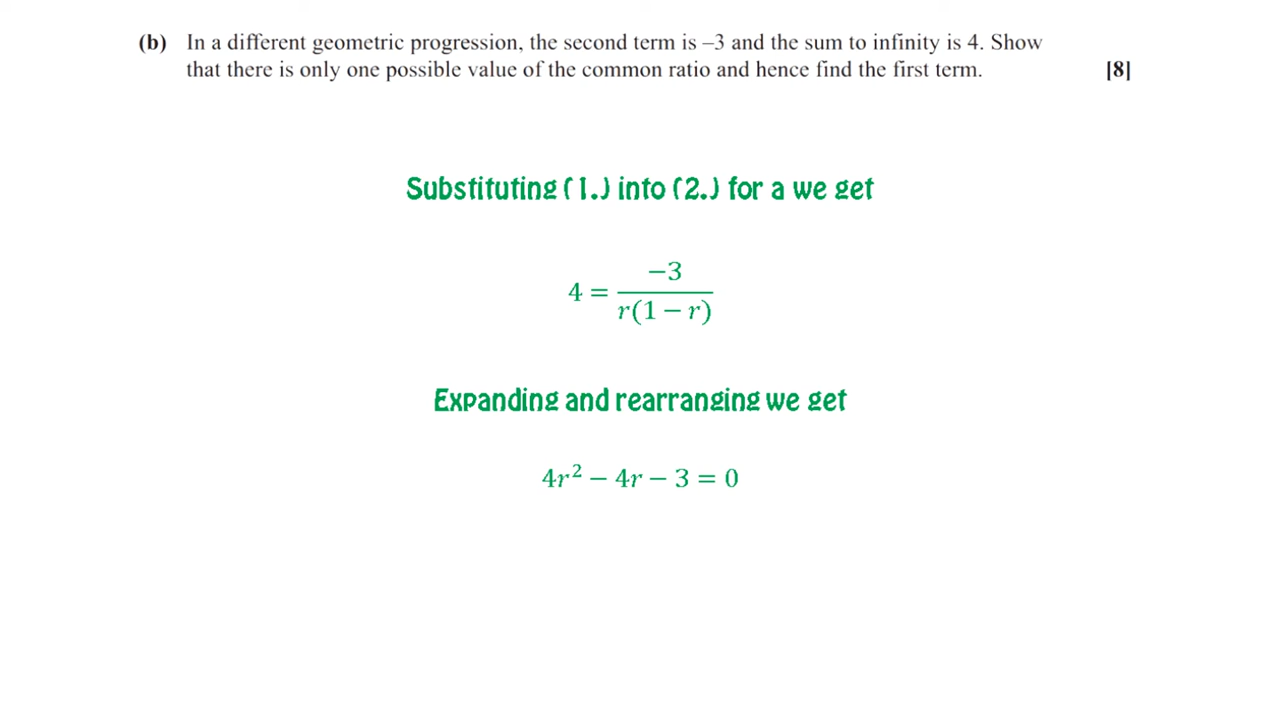 (b) In a different geometric progression, the second term is –3 and the sum to infinity is 4. Show
that there is only one possible value of the common ratio and hence find the first term. [8]
Substituting (1.) into (2.) for a we get
4 = −3 / r(1 − r)
Expanding and rearranging we get
4r² − 4r − 3 = 0